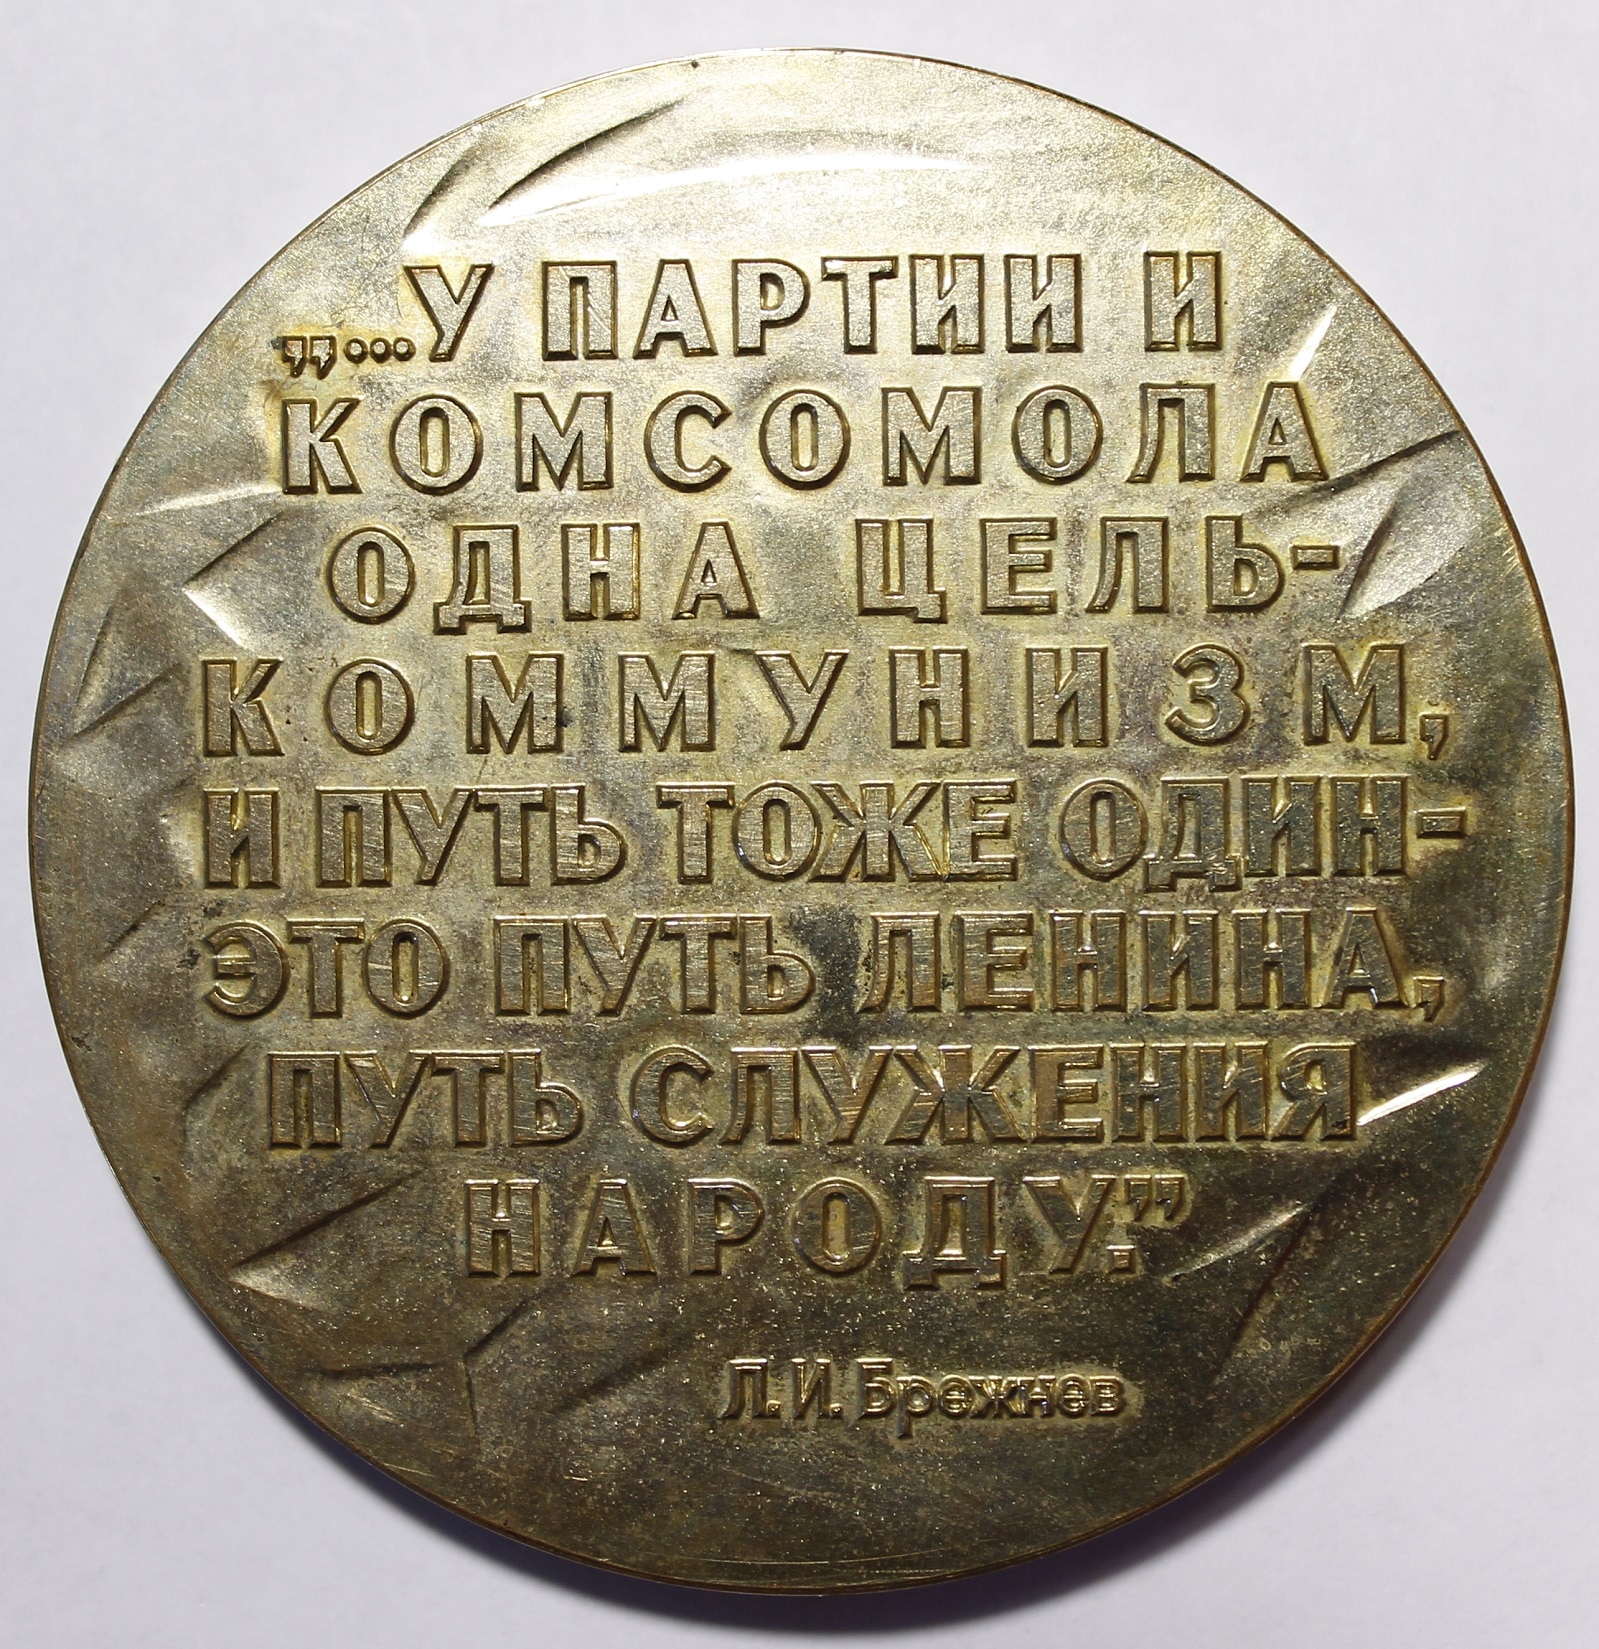 „...У ПАРТИИ И
КОМСОМОЛА
ОДНА ЦЕЛЬ-
КОММУНИЗМ,
И ПУТЬ ТОЖЕ ОДИН-
ЭТО ПУТЬ ЛЕНИНА,
ПУТЬ СЛУЖЕНИЯ
НАРОДУ.”
Л.И.Брежнев